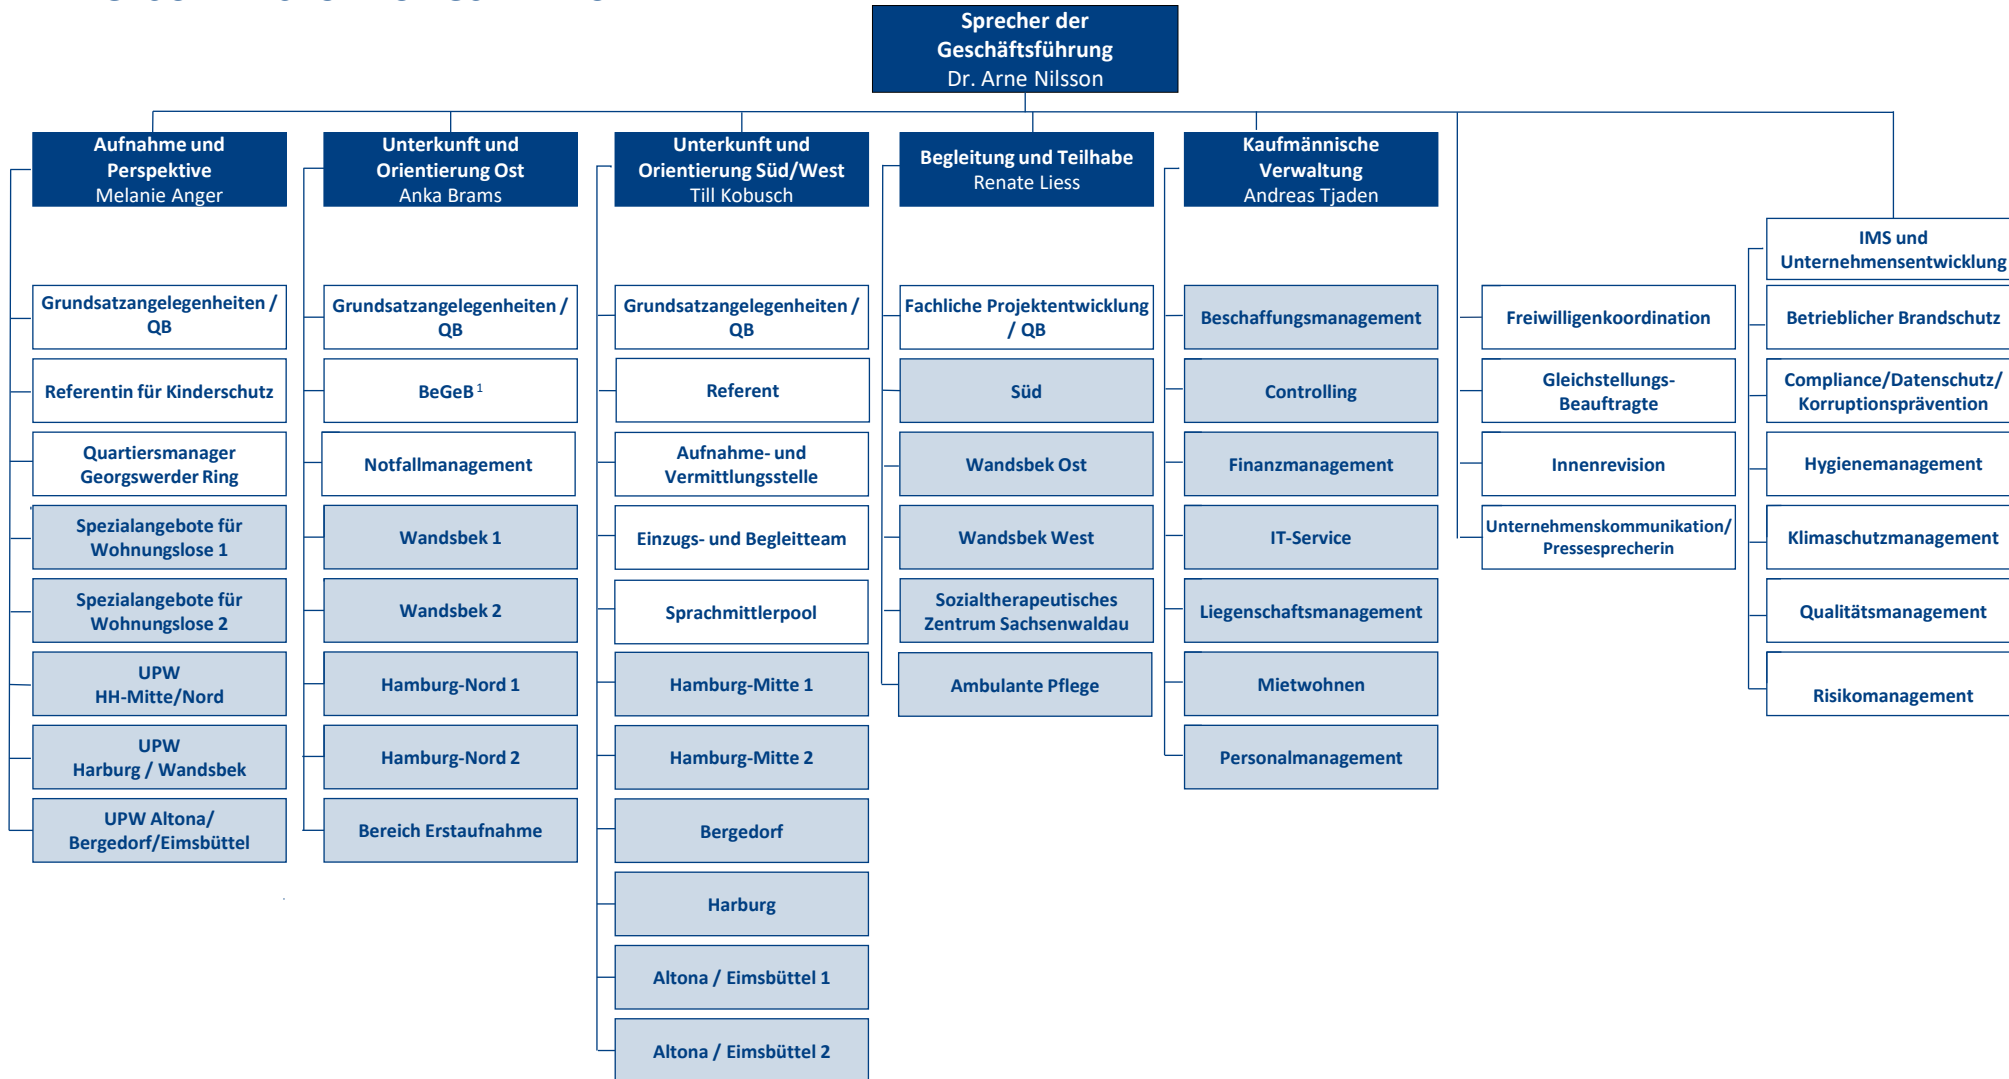 Sprecher der
Geschäftsführung
Dr. Arne Nilsson
Aufnahme und
Perspektive
Melanie Anger
Grundsatzangelegenheiten /
QB
Referentin für Kinderschutz
Quartiersmanager
Georgswerder Ring
Spezialangebote für
Wohnungslose 1
Spezialangebote für
Wohnungslose 2
UPW
HH-Mitte/Nord
UPW
Harburg / Wandsbek
UPW Altona/
Bergedorf/Eimsbüttel
Unterkunft und
Orientierung Ost
Anka Brams
Grundsatzangelegenheiten /
QB
BeGeB ¹
Notfallmanagement
Wandsbek 1
Wandsbek 2
Hamburg-Nord 1
Hamburg-Nord 2
Bereich Erstaufnahme
Unterkunft und
Orientierung Süd/West
Till Kobusch
Grundsatzangelegenheiten /
QB
Referent
Aufnahme- und
Vermittlungsstelle
Einzugs- und Begleitteam
Sprachmittlerpool
Hamburg-Mitte 1
Hamburg-Mitte 2
Bergedorf
Harburg
Altona / Eimsbüttel 1
Altona / Eimsbüttel 2
Begleitung und Teilhabe
Renate Liess
Fachliche Projektentwicklung
/ QB
Süd
Wandsbek Ost
Wandsbek West
Sozialtherapeutisches
Zentrum Sachsenwaldau
Ambulante Pflege
Kaufmännische
Verwaltung
Andreas Tjaden
Beschaffungsmanagement
Controlling
Finanzmanagement
IT-Service
Liegenschaftsmanagement
Mietwohnen
Personalmanagement
Freiwilligenkoordination
Gleichstellungs-
Beauftragte
Innenrevision
Unternehmenskommunikation/
Pressesprecherin
IMS und
Unternehmensentwicklung
Betrieblicher Brandschutz
Compliance/Datenschutz/
Korruptionsprävention
Hygienemanagement
Klimaschutzmanagement
Qualitätsmanagement
Risikomanagement